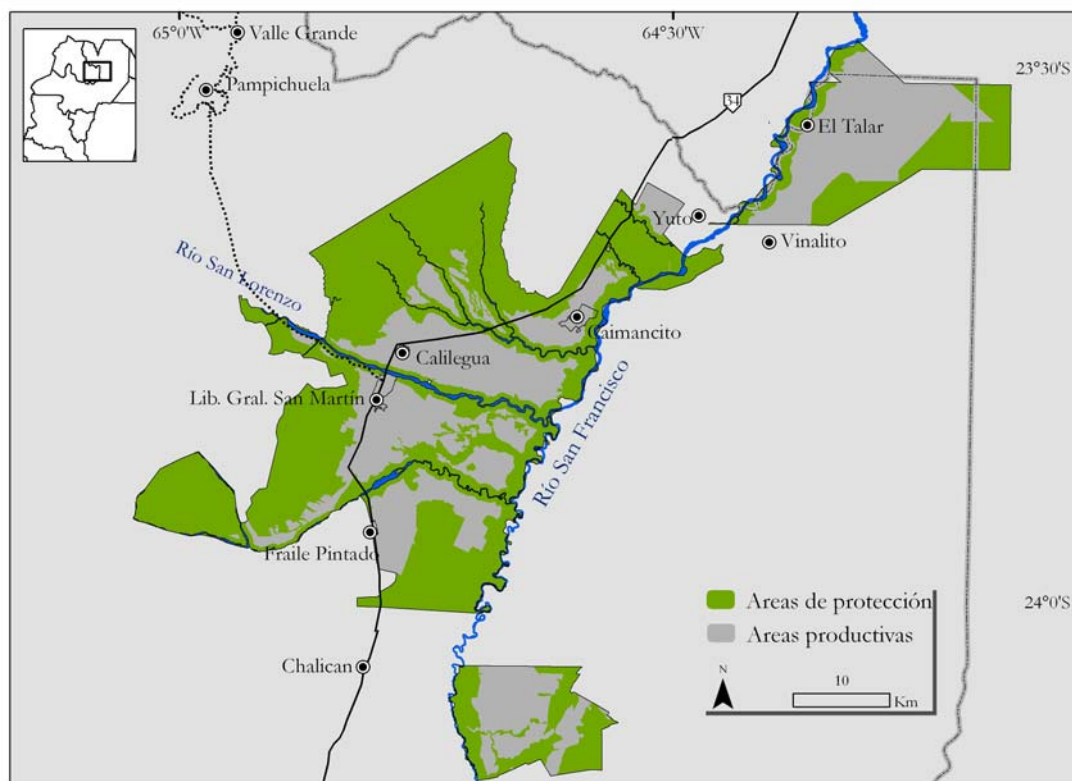 65°0'W
64°30'W
Valle Grande
23°30'S
Pampichuela
34
El Talar
Yuto
Vinalito
Río San Lorenzo
Caimancito
Calilegua
Río San Francisco
Lib. Gral. San Martín
Fraile Pintado
Areas de protección
24°0'S
Areas productivas
Chalican
N
10
Km